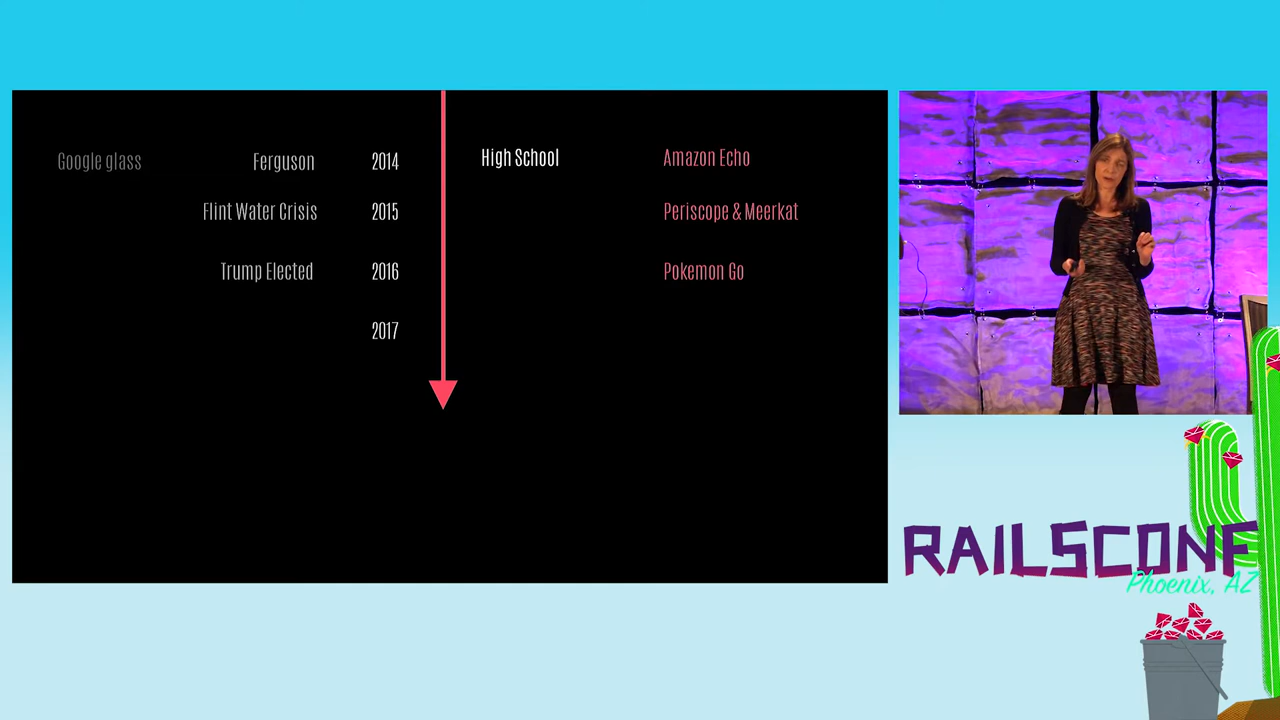 Google glass Ferguson 2014 High School Amazon Echo
Flint Water Crisis 2015 Periscope & Meerkat
Trump Elected 2016 Pokemon Go
2017
RAILSCONF
Phoenix, AZ